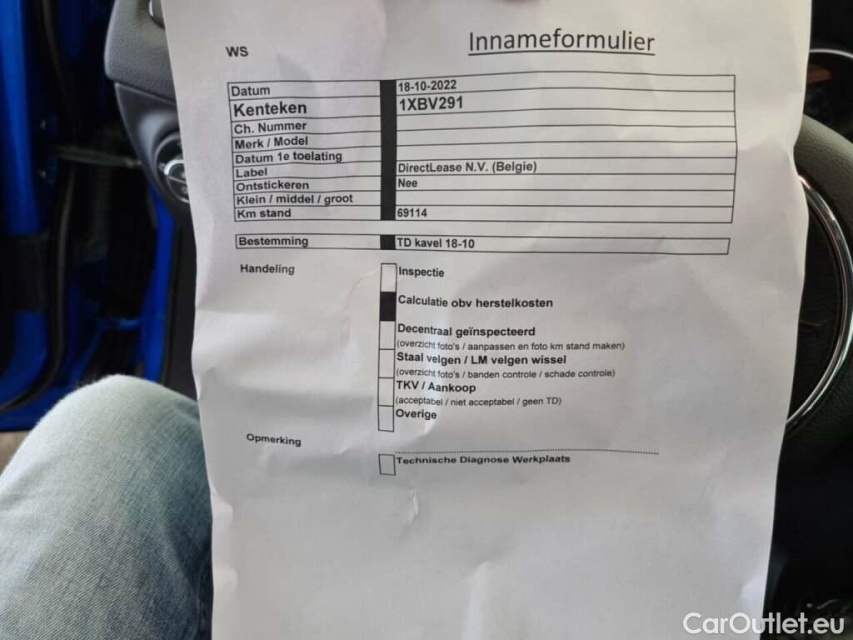 WS
Innameformulier
Datum 18-10-2022
Kenteken 1XBV291
Ch. Nummer
Merk / Model
Datum 1e toelating
Label DirectLease N.V. (Belgie)
Ontstickeren Nee
Klein / middel / groot
Km stand 69114
Bestemming TD kavel 18-10
Handeling Inspectie
Calculatie obv herstelkosten
Decentraal geïnspecteerd
(overzicht foto's / aanpassen en foto km stand maken)
Staal velgen / LM velgen wissel
(overzicht foto's / banden controle / schade controle)
TKV / Aankoop
(acceptabel / niet acceptabel / geen TD)
Overige
Opmerking
Technische Diagnose Werkplaats
CarOutlet.eu